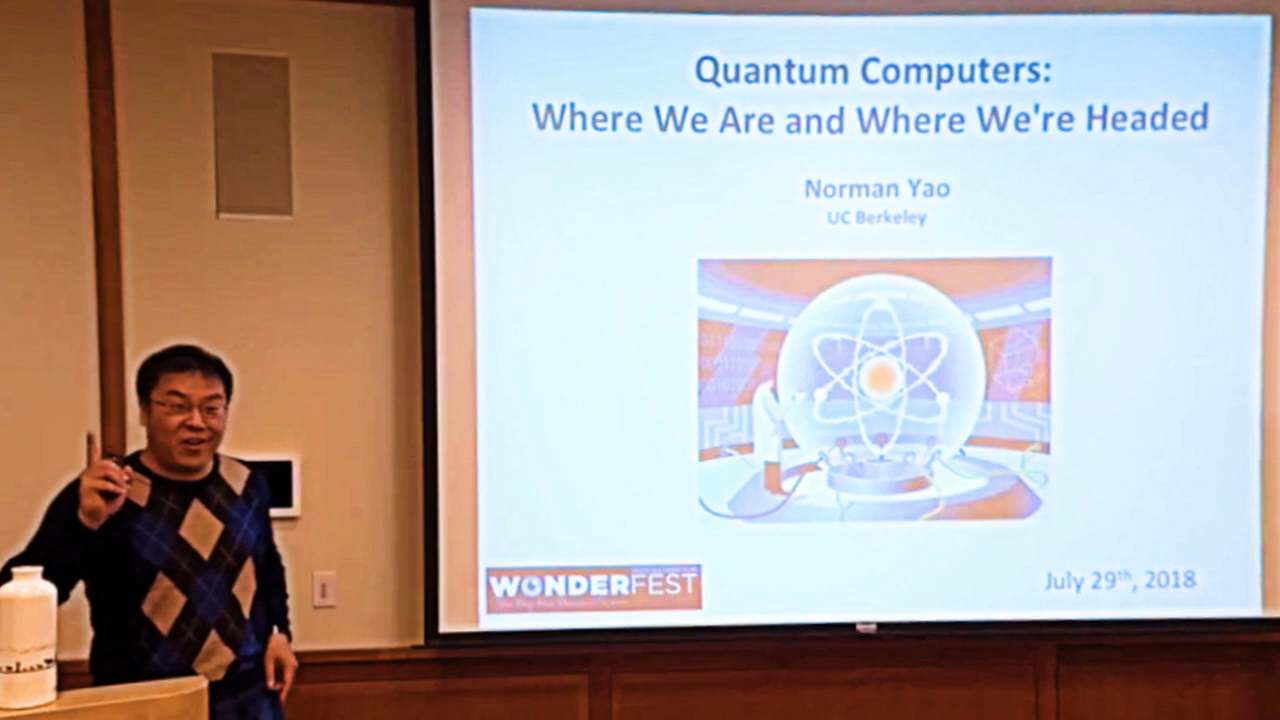 Quantum Computers:
Where We Are and Where We're Headed
Norman Yao
UC Berkeley
WONDERFEST
July 29th, 2018